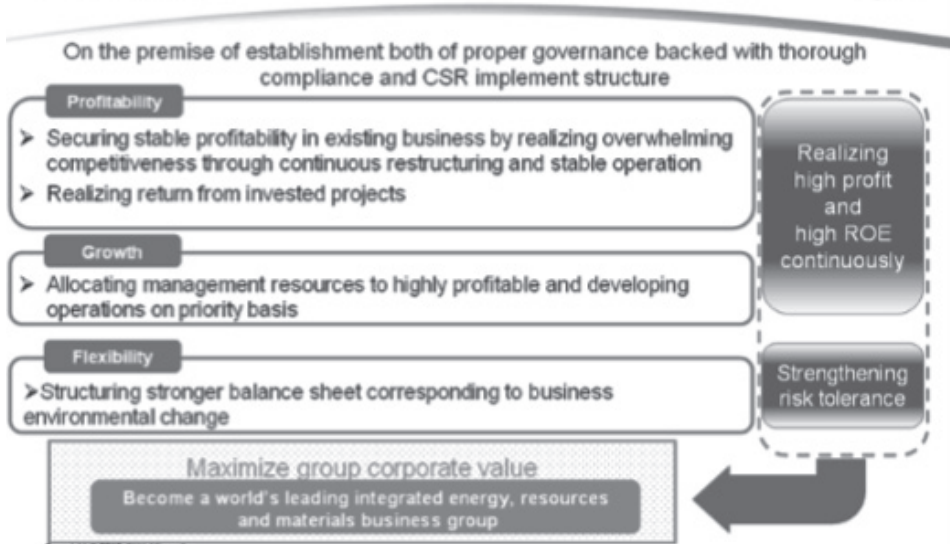 On the premise of establishment both of proper governance backed with thorough
compliance and CSR implement structure
Profitability
➤ Securing stable profitability in existing business by realizing overwhelming
competitiveness through continuous restructuring and stable operation
➤ Realizing return from invested projects
Realizing
high profit
and
high ROE
continuously
Growth
➤ Allocating management resources to highly profitable and developing
operations on priority basis
Flexibility
➤Structuring stronger balance sheet corresponding to business
environmental change
Strengthening
risk tolerance
Maximize group corporate value
Become a world's leading integrated energy, resources
and materials business group